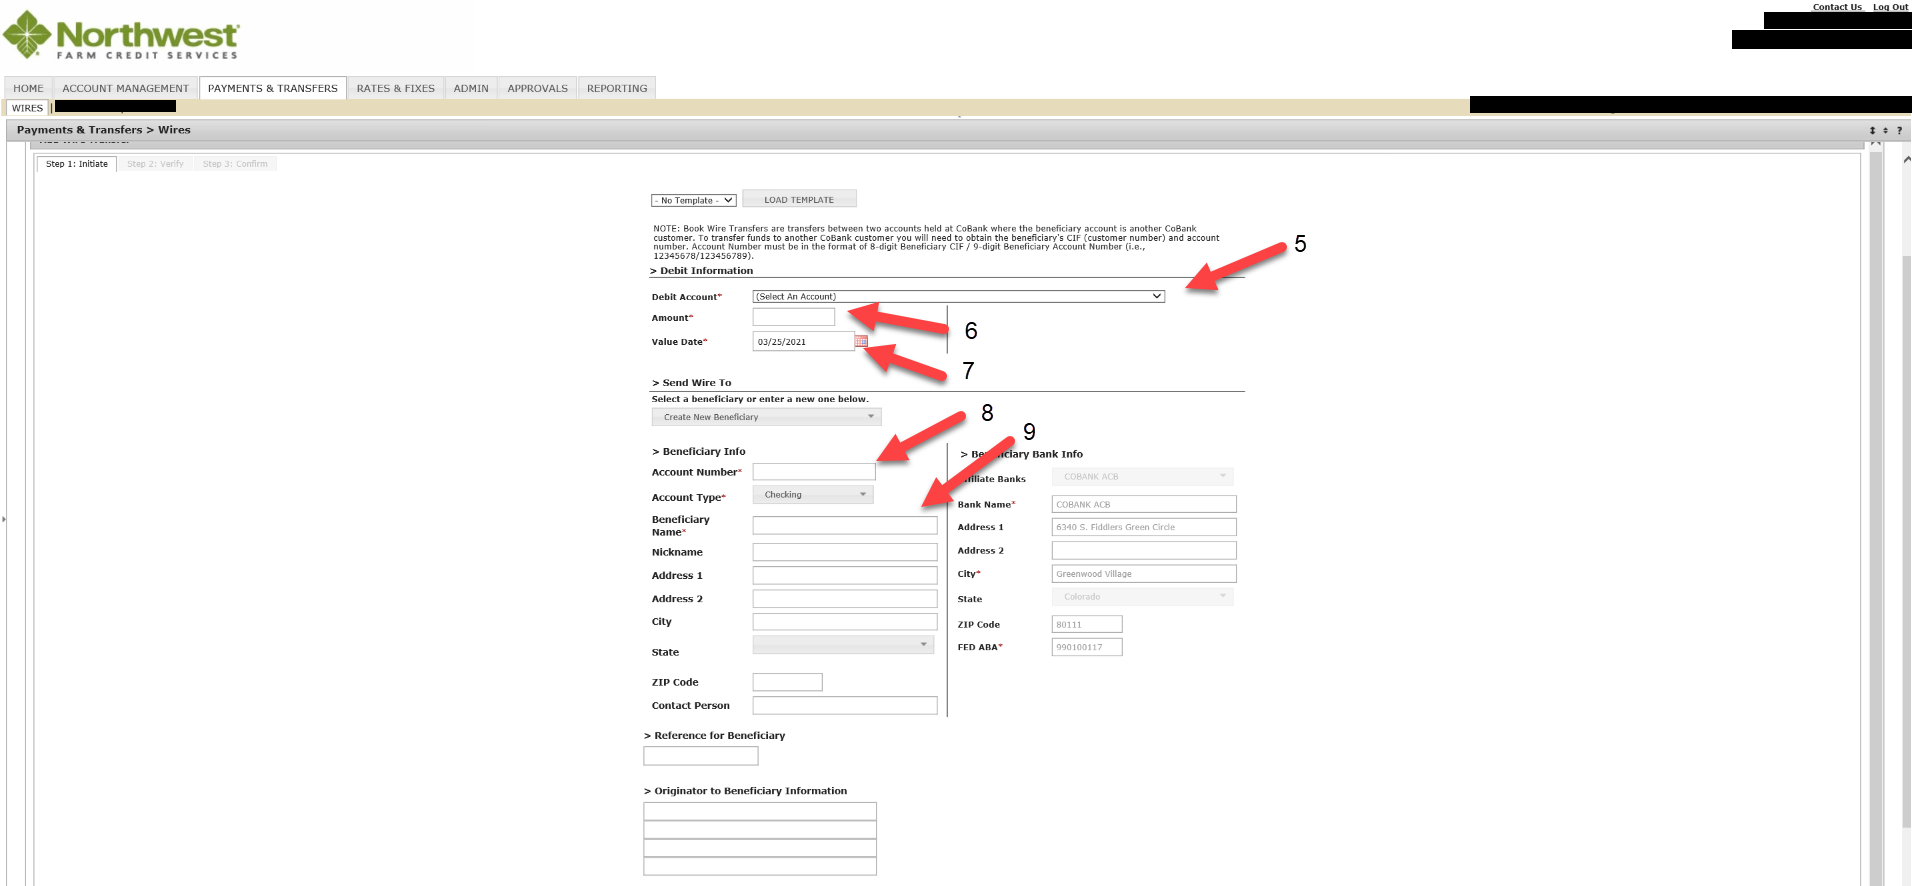 Contact Us Log Out
Northwest
FARM CREDIT SERVICES
HOME ACCOUNT MANAGEMENT PAYMENTS & TRANSFERS RATES & FIXES ADMIN APPROVALS REPORTING
WIRES |
Payments & Transfers > Wires ?
Step 1: Initiate Step 2: Verify Step 3: Confirm
- No Template - LOAD TEMPLATE
NOTE: Book Wire Transfers are transfers between two accounts held at CoBank where the beneficiary account is another CoBank
customer. To transfer funds to another CoBank customer you will need to obtain the beneficiary's CIF (customer number) and account
number. Account Number must be in the format of 8-digit Beneficiary CIF / 9-digit Beneficiary Account Number (i.e.,
12345678/123456789).
5
> Debit Information
Debit Account* (Select An Account)
Amount*
6
Value Date* 03/25/2021
7
> Send Wire To
Select a beneficiary or enter a new one below.
Create New Beneficiary
8
9
> Beneficiary Info
Account Number*
Account Type* Checking
Beneficiary
Name*
Nickname
Address 1
Address 2
City
State
ZIP Code
Contact Person
> Beneficiary Bank Info
Affiliate Banks COBANK ACB
Bank Name* COBANK ACB
Address 1 6340 S. Fiddlers Green Circle
Address 2
City* Greenwood Village
State Colorado
ZIP Code 80111
FED ABA* 990100117
> Reference for Beneficiary
> Originator to Beneficiary Information